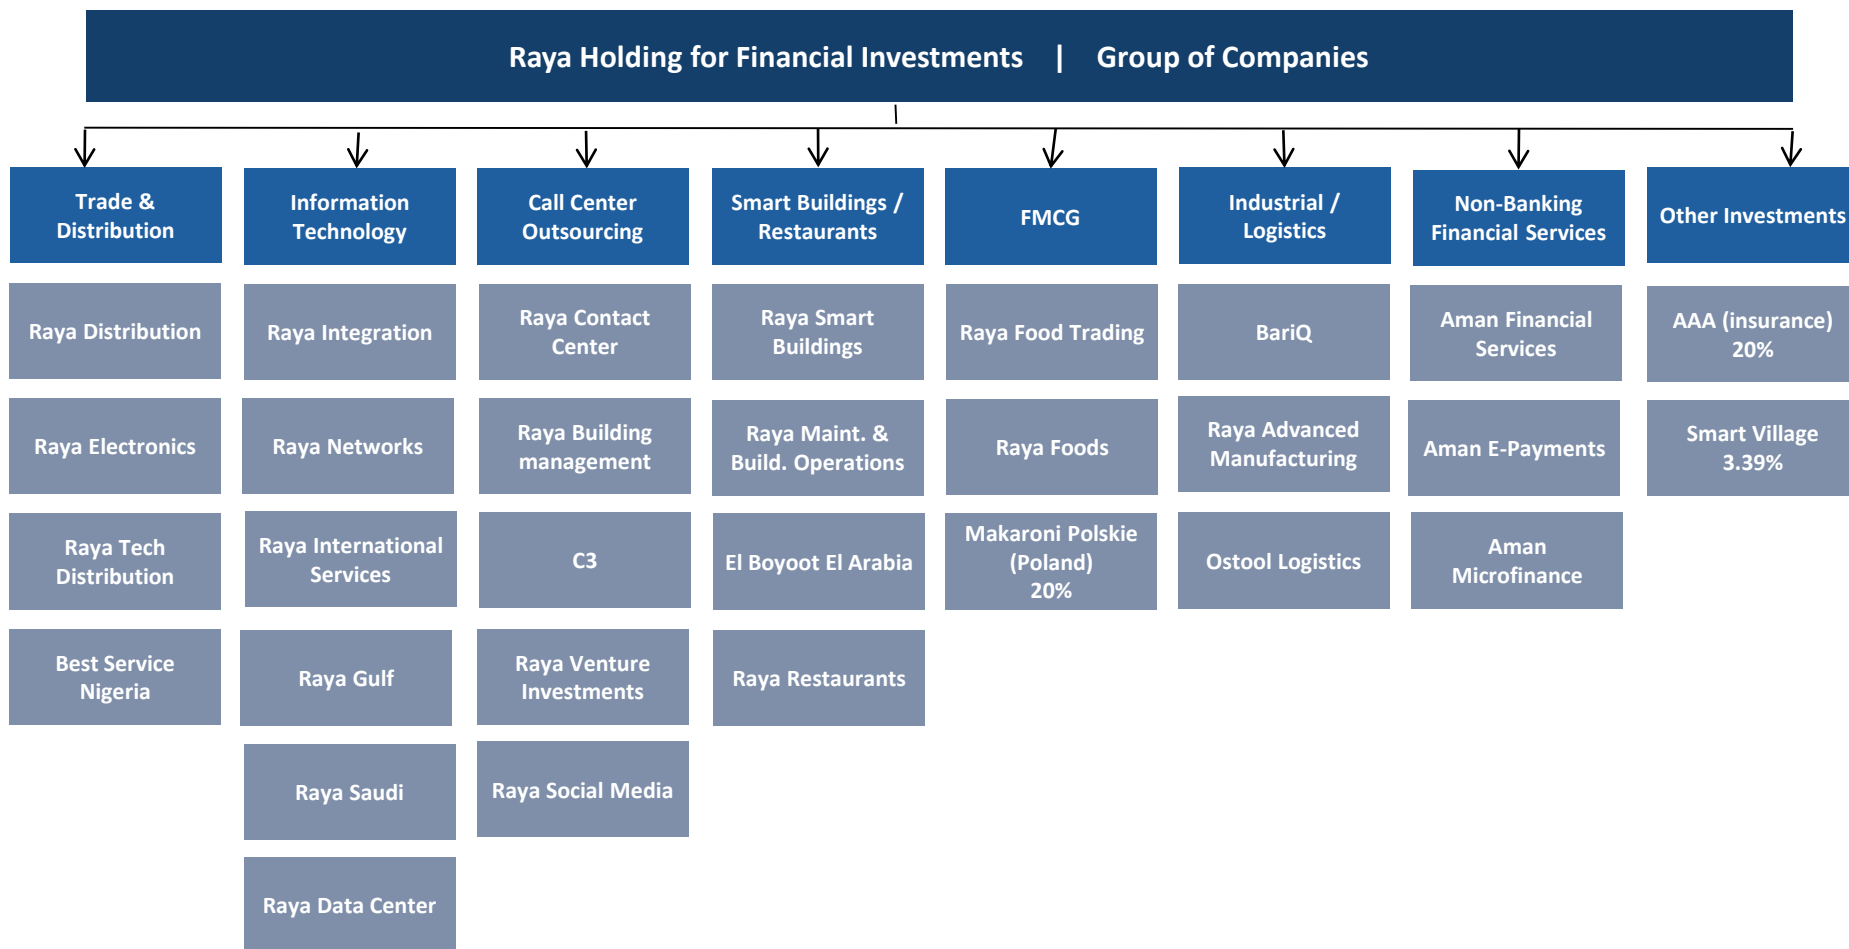 Raya Holding for Financial Investments | Group of Companies
Trade &
Distribution
Information
Technology
Call Center
Outsourcing
Smart Buildings /
Restaurants
FMCG
Industrial /
Logistics
Non-Banking
Financial Services
Other Investments
Raya Distribution
Raya Integration
Raya Contact
Center
Raya Smart
Buildings
Raya Food Trading
BariQ
Aman Financial
Services
AAA (insurance)
20%
Raya Electronics
Raya Networks
Raya Building
management
Raya Maint. &
Build. Operations
Raya Foods
Raya Advanced
Manufacturing
Aman E-Payments
Smart Village
3.39%
Raya Tech
Distribution
Raya International
Services
C3
El Boyoot El Arabia
Makaroni Polskie
(Poland)
20%
Ostool Logistics
Aman
Microfinance
Best Service
Nigeria
Raya Gulf
Raya Venture
Investments
Raya Restaurants
Raya Saudi
Raya Social Media
Raya Data Center